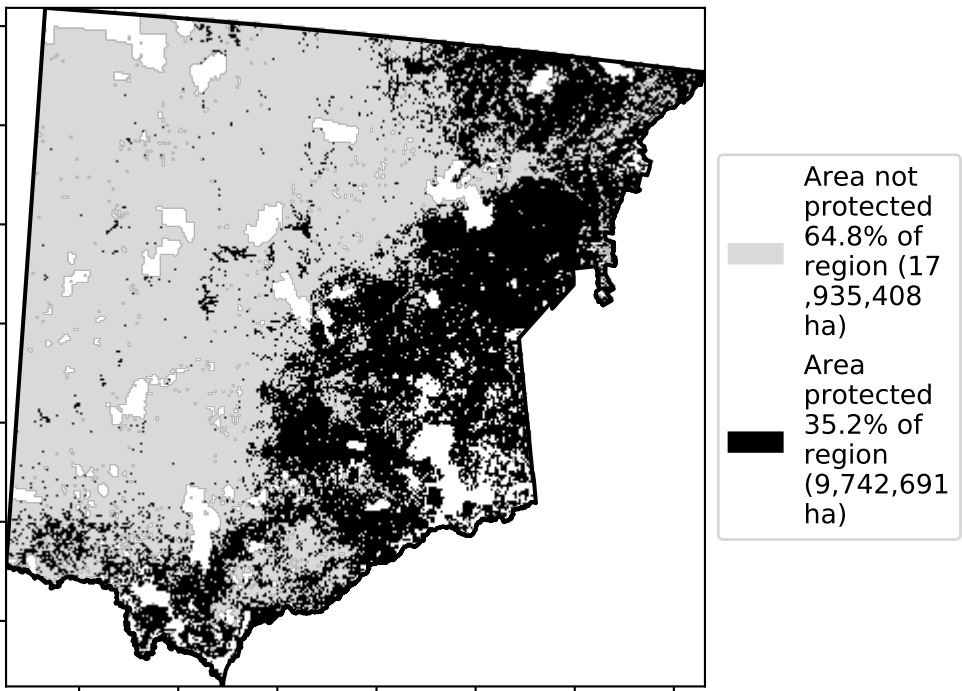 Area not
protected
64.8% of
region (17
,935,408
ha)
Area
protected
35.2% of
region
(9,742,691
ha)